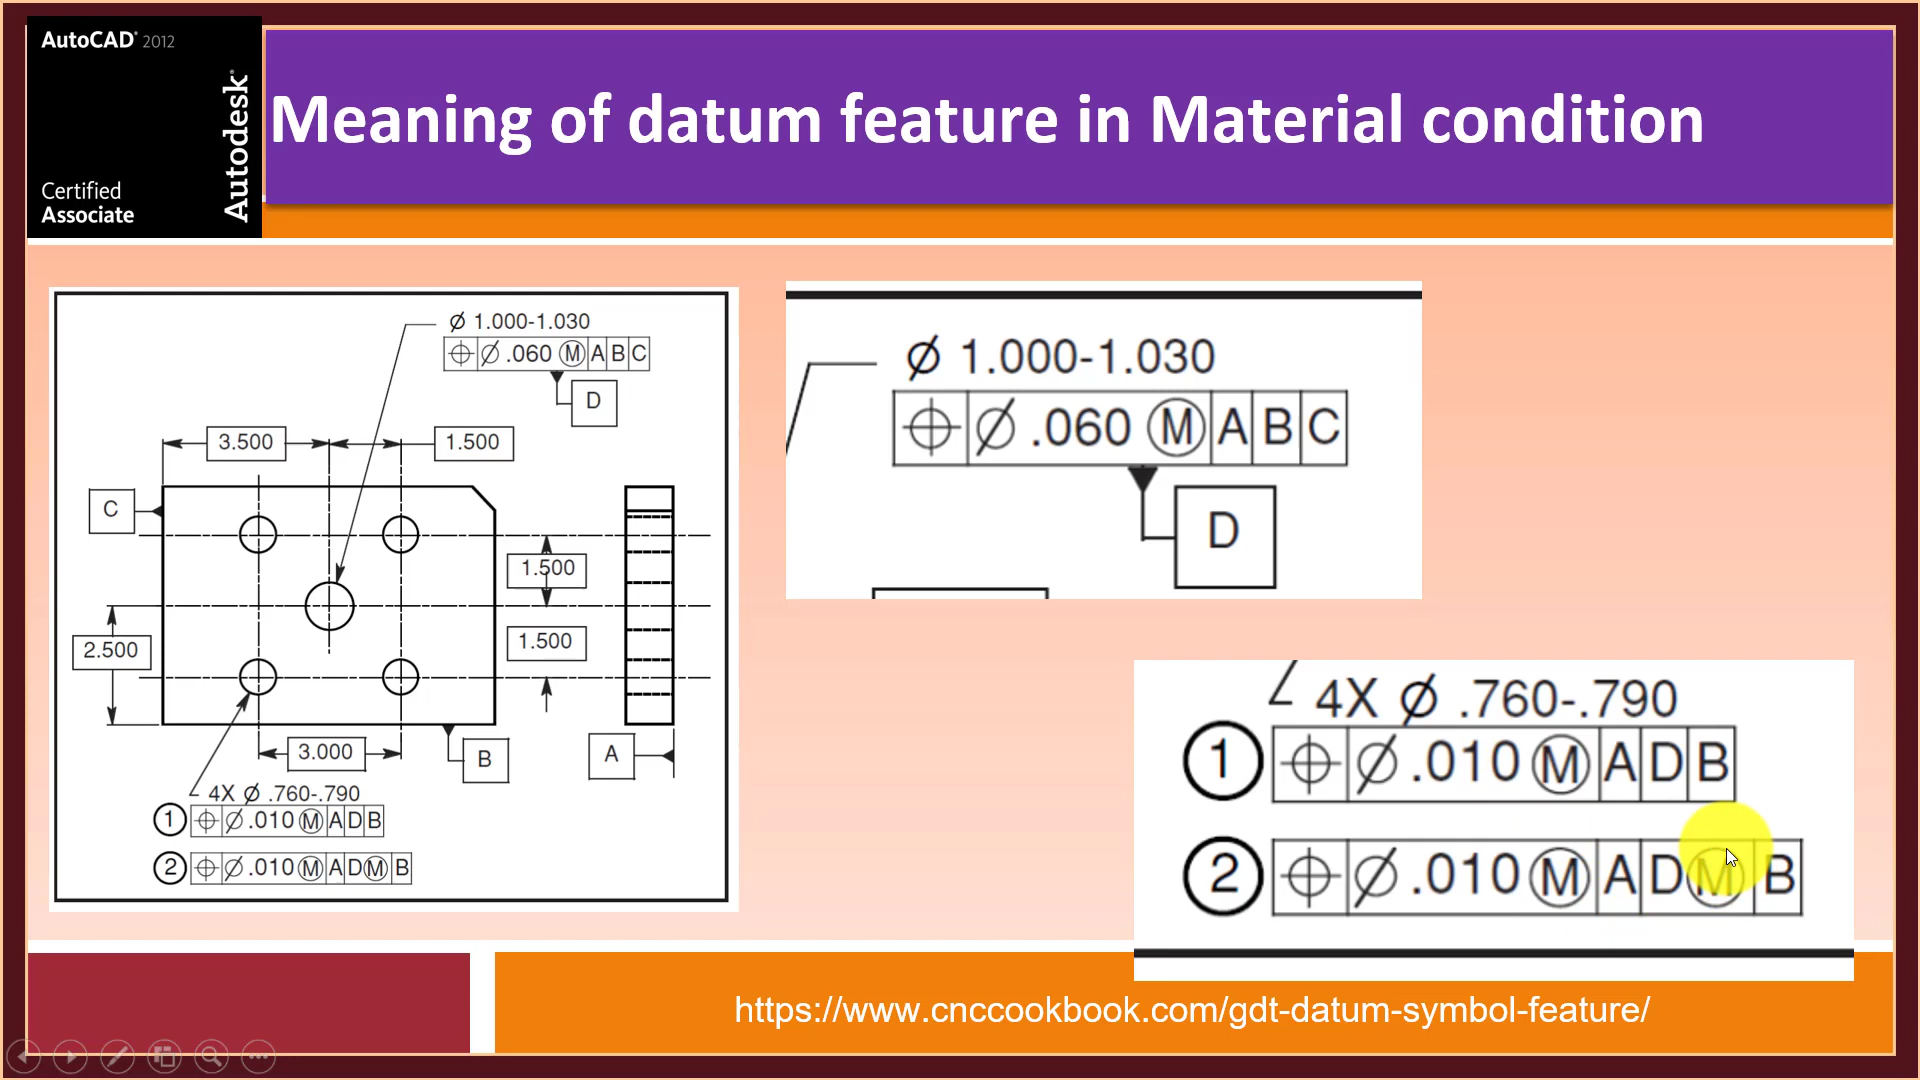 AutoCAD® 2012
Autodesk®
Certified
Associate
Meaning of datum feature in Material condition
Ø 1.000-1.030
⌖ Ø .060 Ⓜ A B C
D
3.500
1.500
C
1.500
2.500
1.500
3.000
B
A
4X Ø .760-.790
① ⌖ Ø .010 Ⓜ A D B
② ⌖ Ø .010 Ⓜ A DⓂ B
Ø 1.000-1.030
⌖ Ø .060 Ⓜ A B C
D
4X Ø .760-.790
① ⌖ Ø .010 Ⓜ A D B
② ⌖ Ø .010 Ⓜ A DⓂ B
https://www.cnccookbook.com/gdt-datum-symbol-feature/